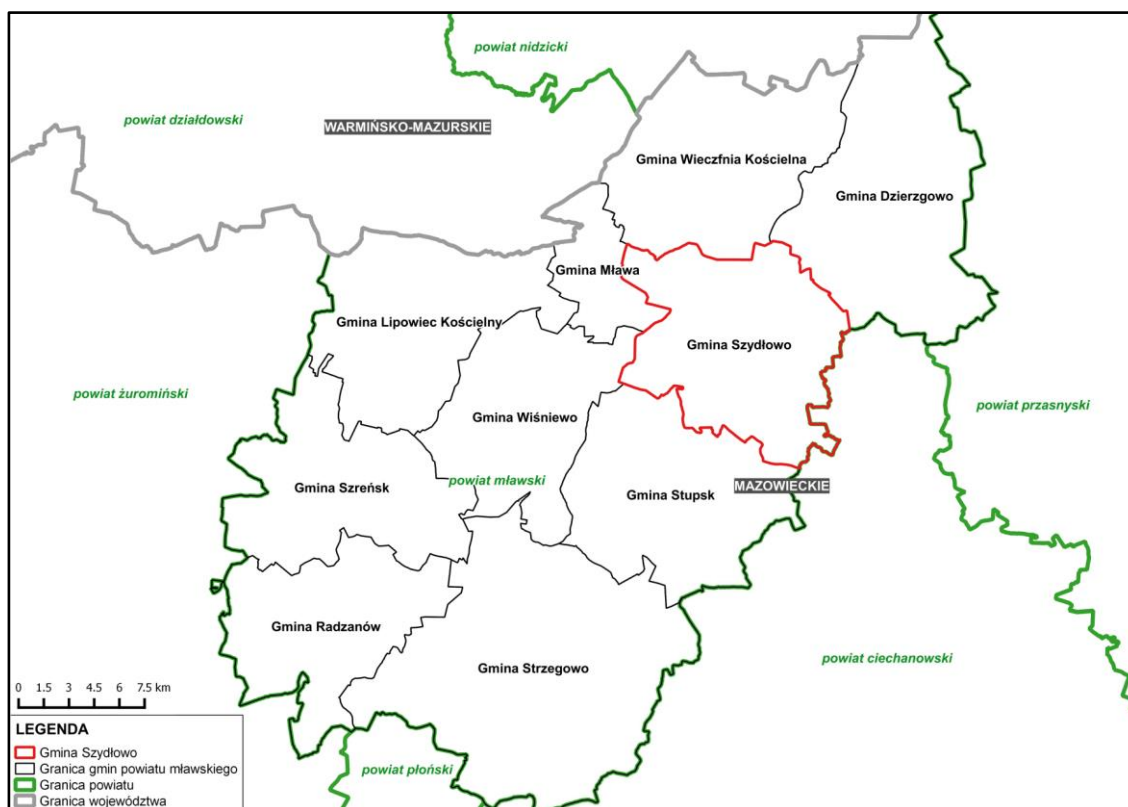 powiat nidzicki
powiat działdowski
WARMIŃSKO-MAZURSKIE
Gmina Wieczfnia Kościelna
Gmina Dzierzgowo
Gmina Mława
Gmina Lipowiec Kościelny
Gmina Szydłowo
powiat żuromiński
powiat przasnyski
Gmina Wiśniewo
powiat mławski
Gmina Szreńsk
Gmina Stupsk
MAZOWIECKIE
Gmina Radzanów
Gmina Strzegowo
powiat ciechanowski
powiat płoński
0 1.5 3 4.5 6 7.5 km
LEGENDA
Gmina Szydłowo
Granica gmin powiatu mławskiego
Granica powiatu
Granica województwa